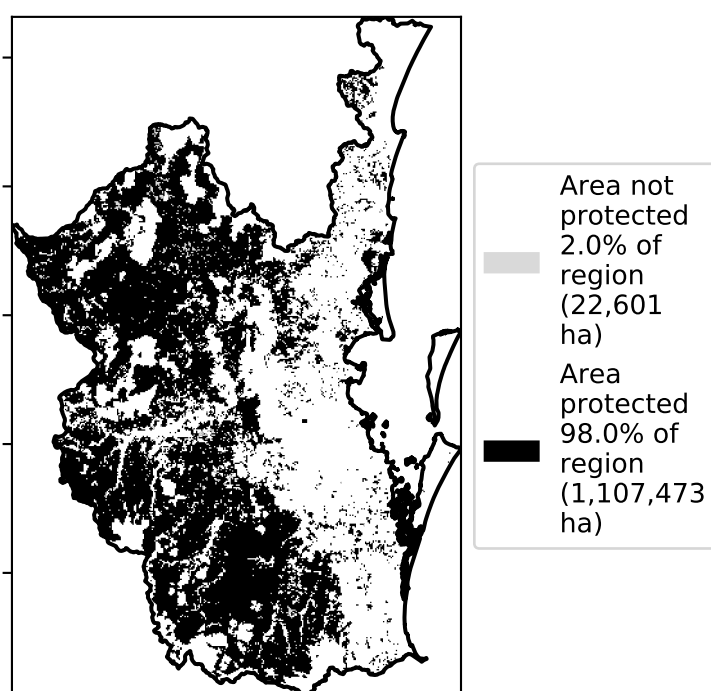 Area not
protected
2.0% of
region
(22,601
ha)
Area
protected
98.0% of
region
(1,107,473
ha)